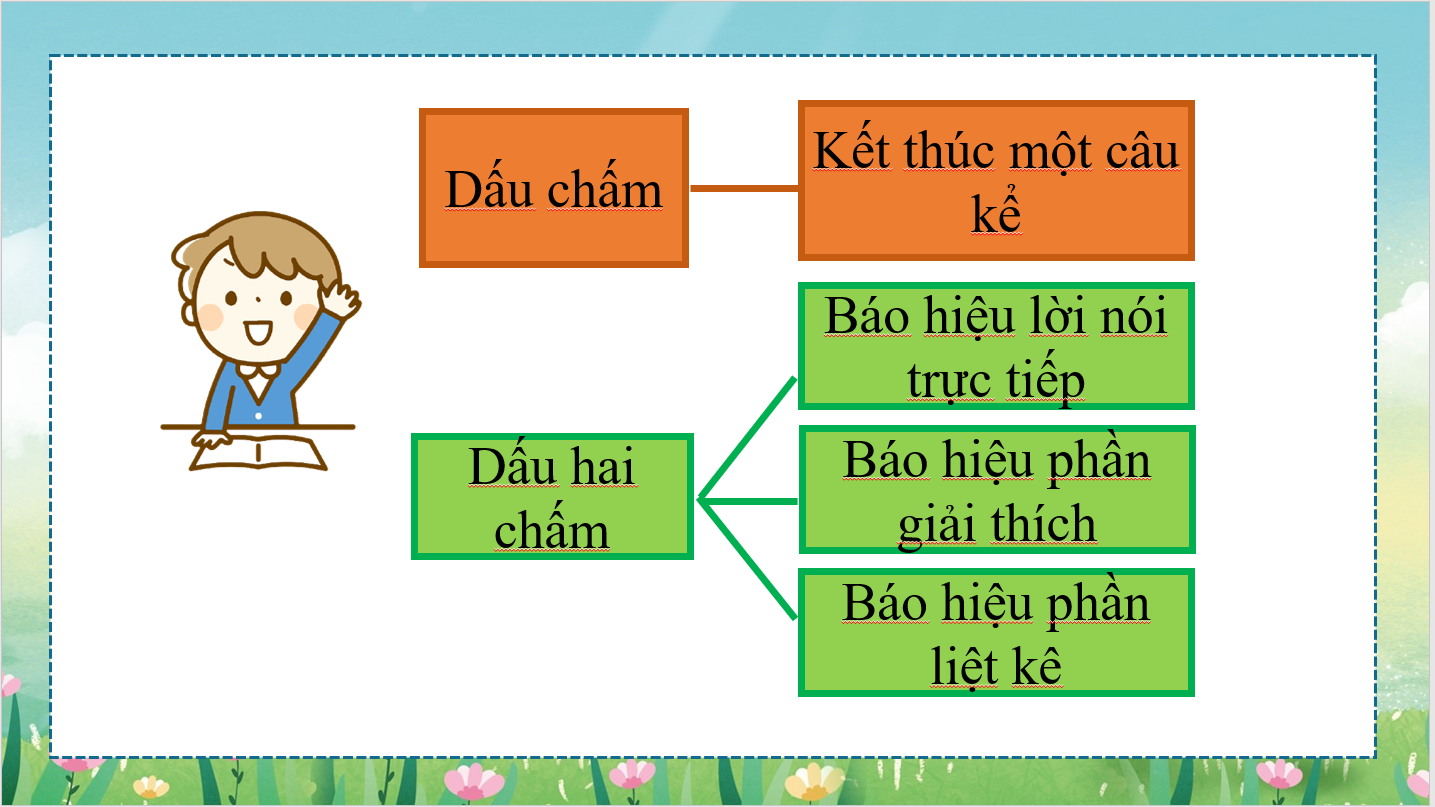 Dấu chấm
Kết thúc một câu
kể
Dấu hai
chấm
Báo hiệu lời nói
trực tiếp
Báo hiệu phần
giải thích
Báo hiệu phần
liệt kê